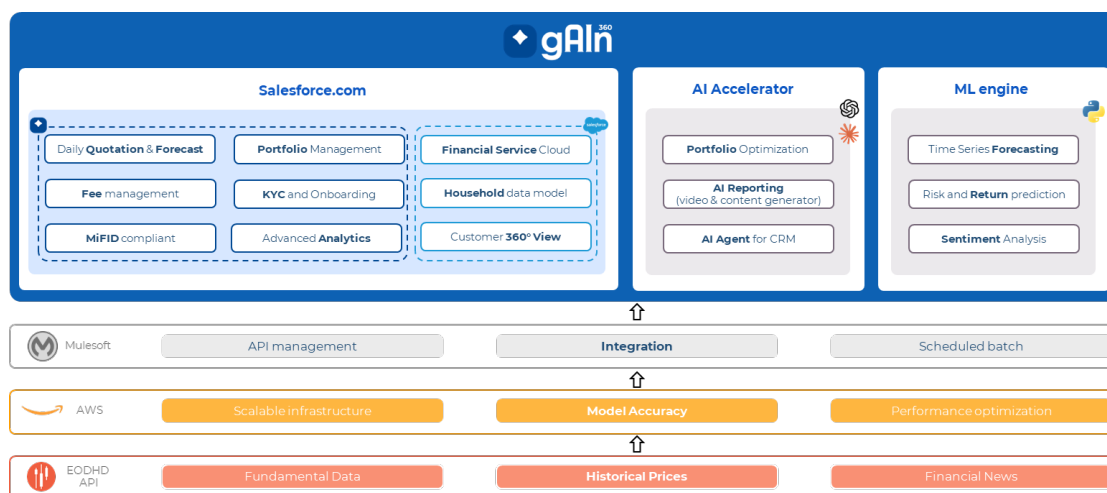 gAIn 360
Salesforce.com
Daily Quotation & Forecast
Portfolio Management
Fee management
KYC and Onboarding
MiFID compliant
Advanced Analytics
salesforce
Financial Service Cloud
Household data model
Customer 360° View
AI Accelerator
Portfolio Optimization
AI Reporting
(video & content generator)
AI Agent for CRM
ML engine
Time Series Forecasting
Risk and Return prediction
Sentiment Analysis
Mulesoft
API management
Integration
Scheduled batch
AWS
Scalable infrastructure
Model Accuracy
Performance optimization
EODHD
API
Fundamental Data
Historical Prices
Financial News